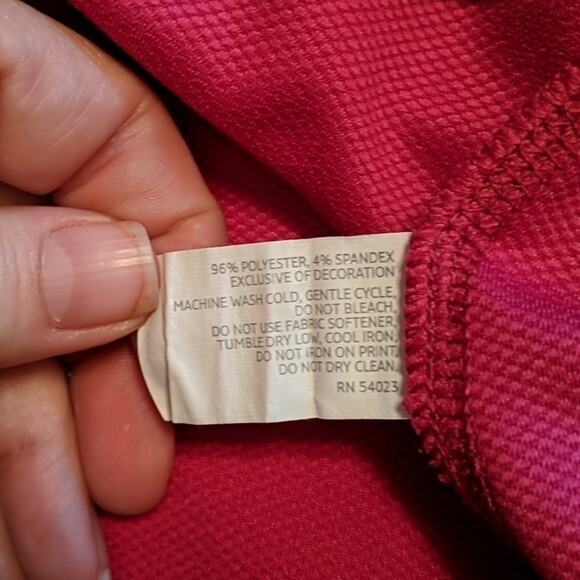 96% POLYESTER, 4% SPANDEX
EXCLUSIVE OF DECORATION
MACHINE WASH COLD, GENTLE CYCLE,
DO NOT BLEACH,
DO NOT USE FABRIC SOFTENER,
TUMBLE DRY LOW, COOL IRON,
DO NOT IRON ON PRINT,
DO NOT DRY CLEAN.
RN 54023